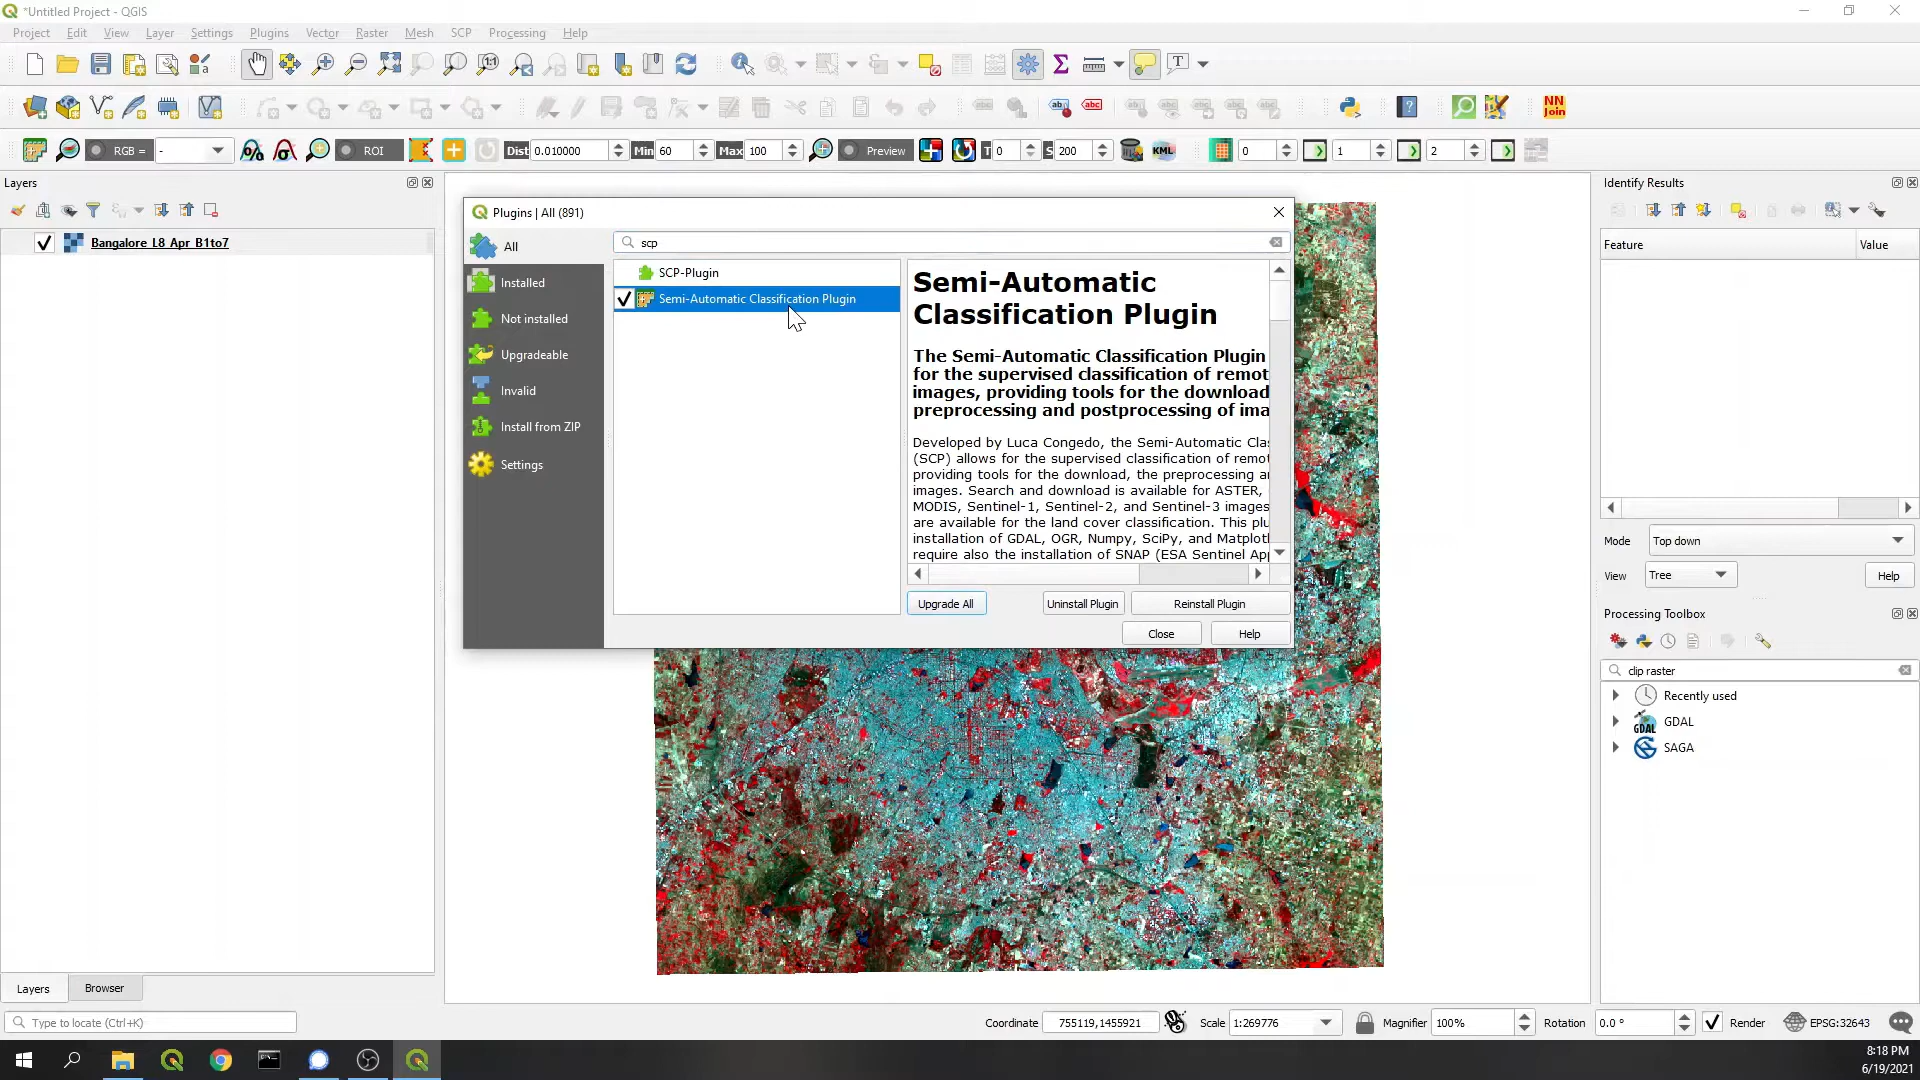 *Untitled Project - QGIS
Project Edit View Layer Settings Plugins Vector Raster Mesh SCP Processing Help
RGB = - ROI Dist 0.010000 Min 60 Max 100 Preview T 0 S 200 KML 0 1 2
NN
Join
Layers
Bangalore_L8_Apr_B1to7
Plugins | All (891)
All
Installed
Not installed
Upgradeable
Invalid
Install from ZIP
Settings
scp
SCP-Plugin
Semi-Automatic Classification Plugin
Semi-Automatic
Classification Plugin
The Semi-Automatic Classification Plugin
for the supervised classification of remot
images, providing tools for the download
preprocessing and postprocessing of ima
Developed by Luca Congedo, the Semi-Automatic Cla
(SCP) allows for the supervised classification of remot
providing tools for the download, the preprocessing a
images. Search and download is available for ASTER,
MODIS, Sentinel-1, Sentinel-2, and Sentinel-3 images
are available for the land cover classification. This plu
installation of GDAL, OGR, Numpy, SciPy, and Matplotl
require also the installation of SNAP (ESA Sentinel App
Upgrade All Uninstall Plugin Reinstall Plugin
Close Help
Identify Results
Feature Value
Mode Top down
View Tree Help
Processing Toolbox
clip raster
Recently used
GDAL
GDAL
SAGA
Layers Browser
Type to locate (Ctrl+K)
Coordinate 755119,1455921 Scale 1:269776 Magnifier 100% Rotation 0.0 ° Render EPSG:32643
8:18 PM
6/19/2021